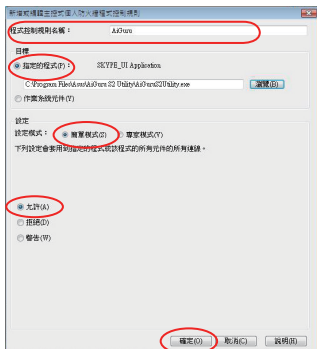 新增或編輯主控式個人防火牆程式控制規則
程式控制規則名稱： AiGuru
目標
指定的程式(P)： SKYPE_UI Application
C:\Program Files\Asus\AiGuru S2 Utility\AiGuruS2Utility.exe 瀏覽(B)
作業系統元件(Y)
設定
設定模式： 簡單模式(S) 專家模式(V)
下列設定會套用到指定的程式或該程式的所有元件的所有連線。
允許(A)
拒絕(D)
警告(W)
確定(O) 取消(C) 說明(H)